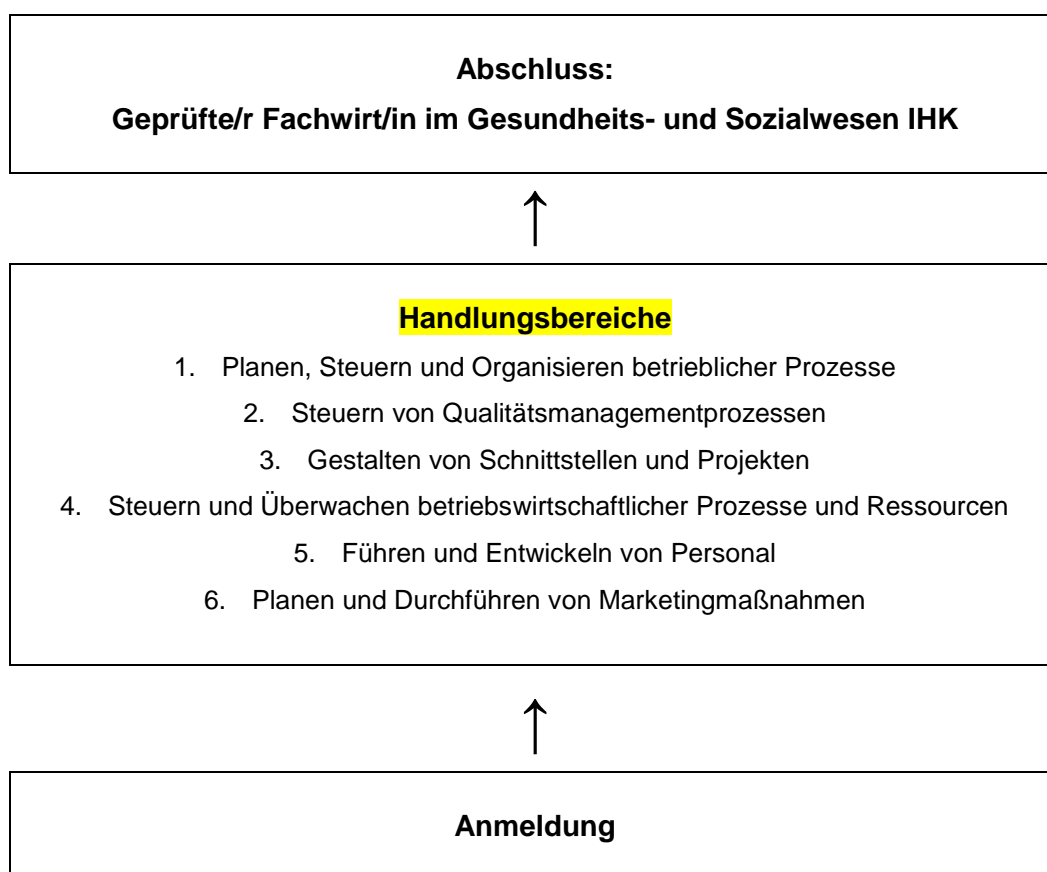 Abschluss:
Geprüfte/r Fachwirt/in im Gesundheits- und Sozialwesen IHK
↑
Handlungsbereiche
1. Planen, Steuern und Organisieren betrieblicher Prozesse
2. Steuern von Qualitätsmanagementprozessen
3. Gestalten von Schnittstellen und Projekten
4. Steuern und Überwachen betriebswirtschaftlicher Prozesse und Ressourcen
5. Führen und Entwickeln von Personal
6. Planen und Durchführen von Marketingmaßnahmen
↑
Anmeldung